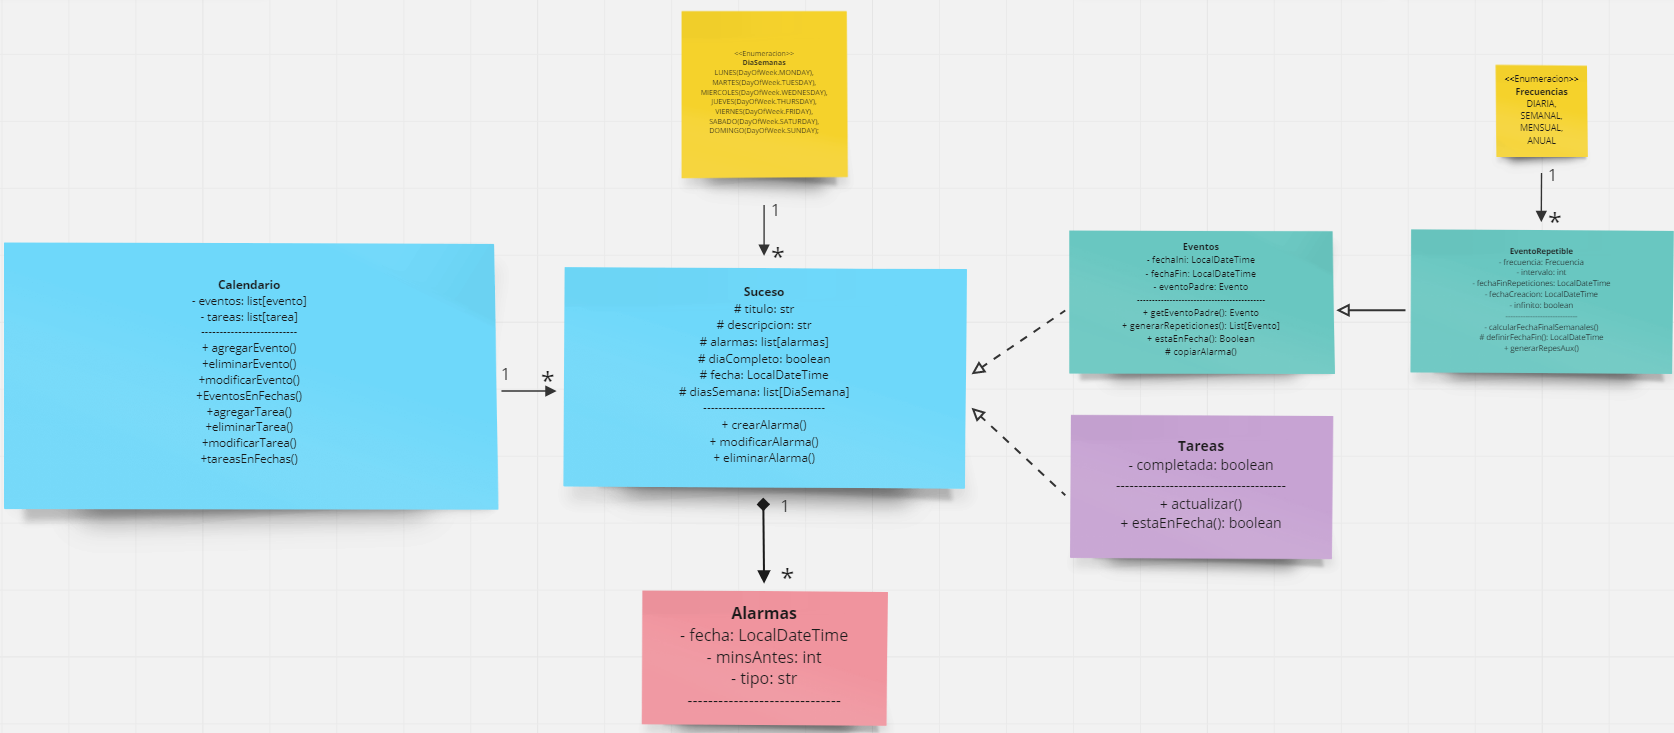 <<Enumeracion>>
DiaSemanas
LUNES(DayOfWeek.MONDAY),
MARTES(DayOfWeek.TUESDAY),
MIERCOLES(DayOfWeek.WEDNESDAY),
JUEVES(DayOfWeek.THURSDAY),
VIERNES(DayOfWeek.FRIDAY),
SABADO(DayOfWeek.SATURDAY),
DOMINGO(DayOfWeek.SUNDAY);
1
*
<<Enumeracion>>
Frecuencias
DIARIA,
SEMANAL,
MENSUAL,
ANUAL
1
*
Calendario
- eventos: list[evento]
- tareas: list[tarea]
-------------------------
+ agregarEvento()
+eliminarEvento()
+modificarEvento()
+EventosEnFechas()
+agregarTarea()
+eliminarTarea()
+modificarTarea()
+tareasEnFechas()
1
*
Suceso
# titulo: str
# descripcion: str
# alarmas: list[alarmas]
# diaCompleto: boolean
# fecha: LocalDateTime
# diasSemana: list[DiaSemana]
--------------------------------
+ crearAlarma()
+ modificarAlarma()
+ eliminarAlarma()
1
*
Eventos
- fechaIni: LocalDateTime
- fechaFin: LocalDateTime
- eventoPadre: Evento
----------------------------------------
+ getEventoPadre(): Evento
+ generarRepeticiones(): List[Evento]
+ estaEnFecha(): Boolean
# copiarAlarma()
EventoRepetible
- frecuencia: Frecuencia
- intervalo: int
- fechaFinRepeticiones: LocalDateTime
- fechaCreacion: LocalDateTime
- infinito: boolean
-------------------------
- calcularFechaFinalSemanales()
# definirFechaFin(): LocalDateTime
+ generarRepesAux()
Tareas
- completada: boolean
------------------------------------
+ actualizar()
+ estaEnFecha(): boolean
Alarmas
- fecha: LocalDateTime
- minsAntes: int
- tipo: str
------------------------------